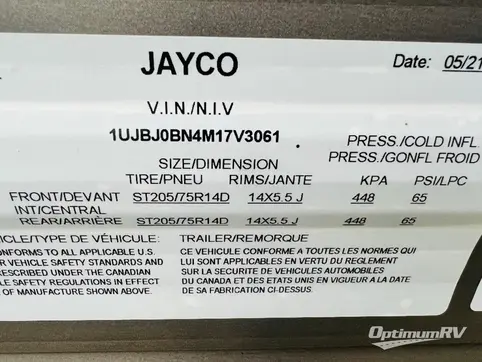 JAYCO
Date: 05/21
V.I.N./N.I.V
1UJBJ0BN4M17V3061
PRESS./COLD INFL
SIZE/DIMENSION
PRESS./GONFL FROID
TIRE/PNEU RIMS/JANTE KPA PSI/LPC
FRONT/DEVANT ST205/75R14D 14X5.5 J 448 65
INT/CENTRAL
REAR/ARRIÈRE ST205/75R14D 14X5.5 J 448 65
HICLE/TYPE DE VÉHICULE: TRAILER/REMORQUE
CONFORMS TO ALL APPLICABLE U.S. CE VEHICULE CONFORME A TOUTES LES NORMES QUI
VEHICLE SAFETY STANDARDS AND LUI SONT APPLICABLES EN VERTU DU REGLEMENT
RESCRIBED UNDER THE CANADIAN SUR LA SECURITE DE VEHICULES AUTOMOBILES
LE SAFETY REGULATIONS IN EFFECT DU CANADA ET DES ETATS UNIS EN VIGUEUR A LA DATE
OF MANUFACTURE SHOWN ABOVE. DE SA FABRICATION CI-DESSUS.
OptimumRV